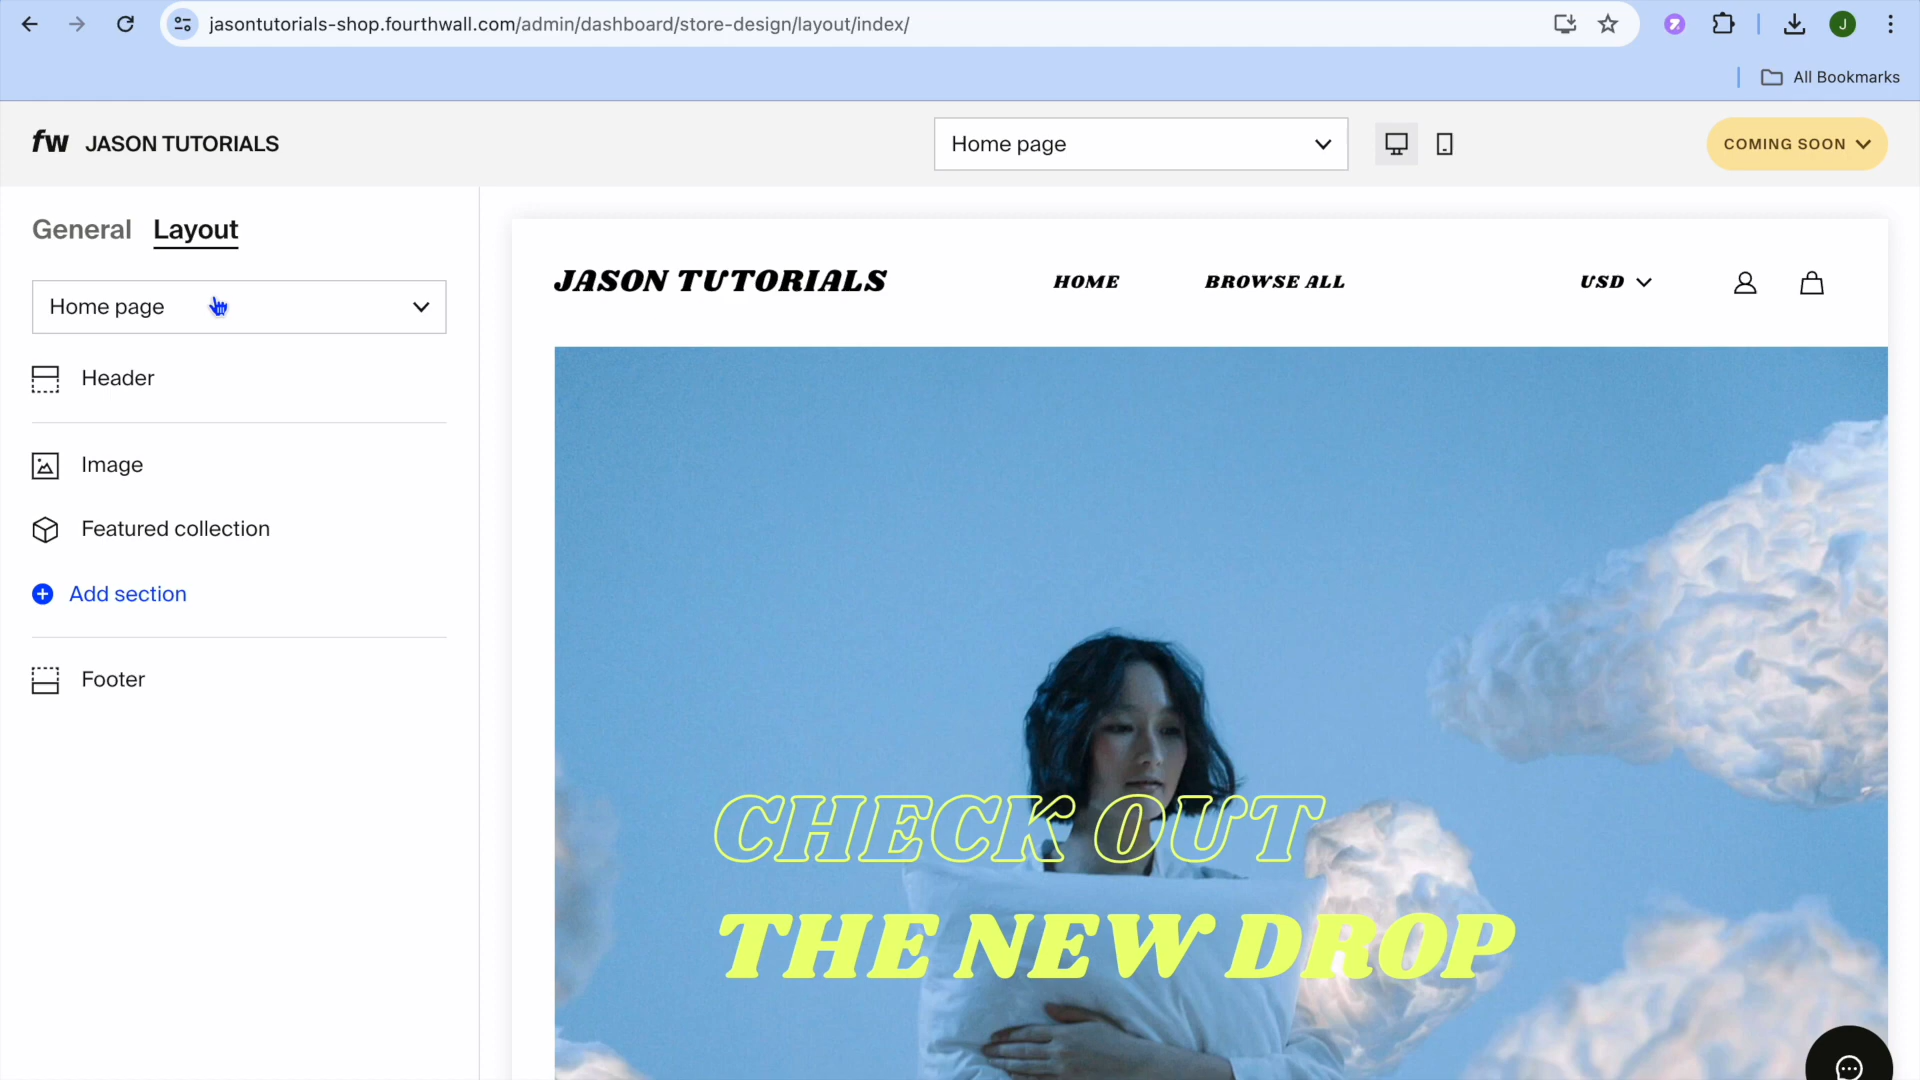 jasontutorials-shop.fourthwall.com/admin/dashboard/store-design/layout/index/
J
All Bookmarks
fw JASON TUTORIALS
Home page
COMING SOON
General Layout
Home page
Header
Image
Featured collection
Add section
Footer
JASON TUTORIALS
HOME
BROWSE ALL
USD
CHECK OUT
THE NEW DROP